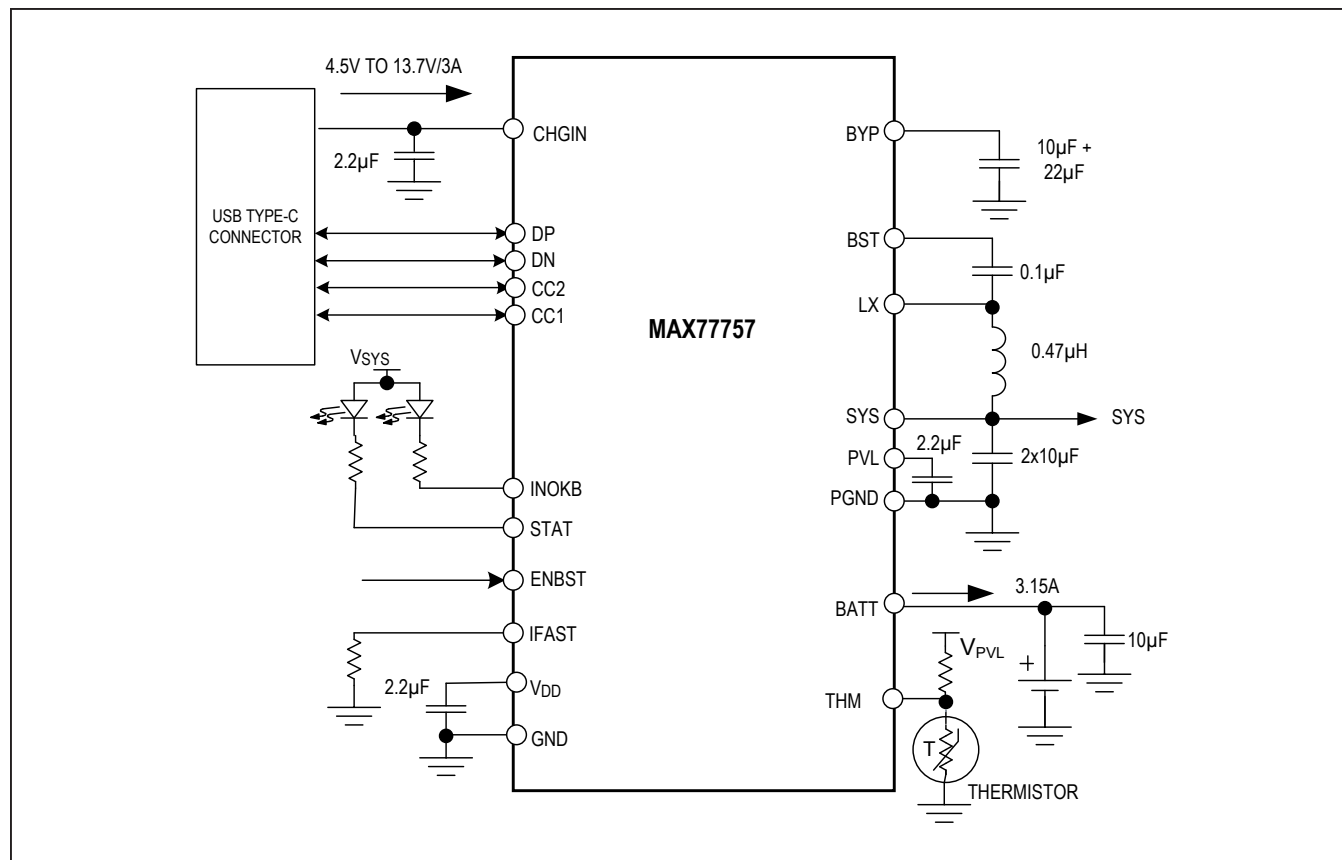 4.5V TO 13.7V/3A
CHGIN
2.2µF
USB TYPE-C
CONNECTOR
DP
DN
CC2
CC1
VSYS
INOKB
STAT
ENBST
IFAST
2.2µF
VDD
GND
MAX77757
BYP
10µF +
22µF
BST
0.1µF
LX
0.47µH
SYS
SYS
2.2µF
PVL
2x10µF
PGND
3.15A
BATT
10µF
VPVL
+
THM
T
THERMISTOR